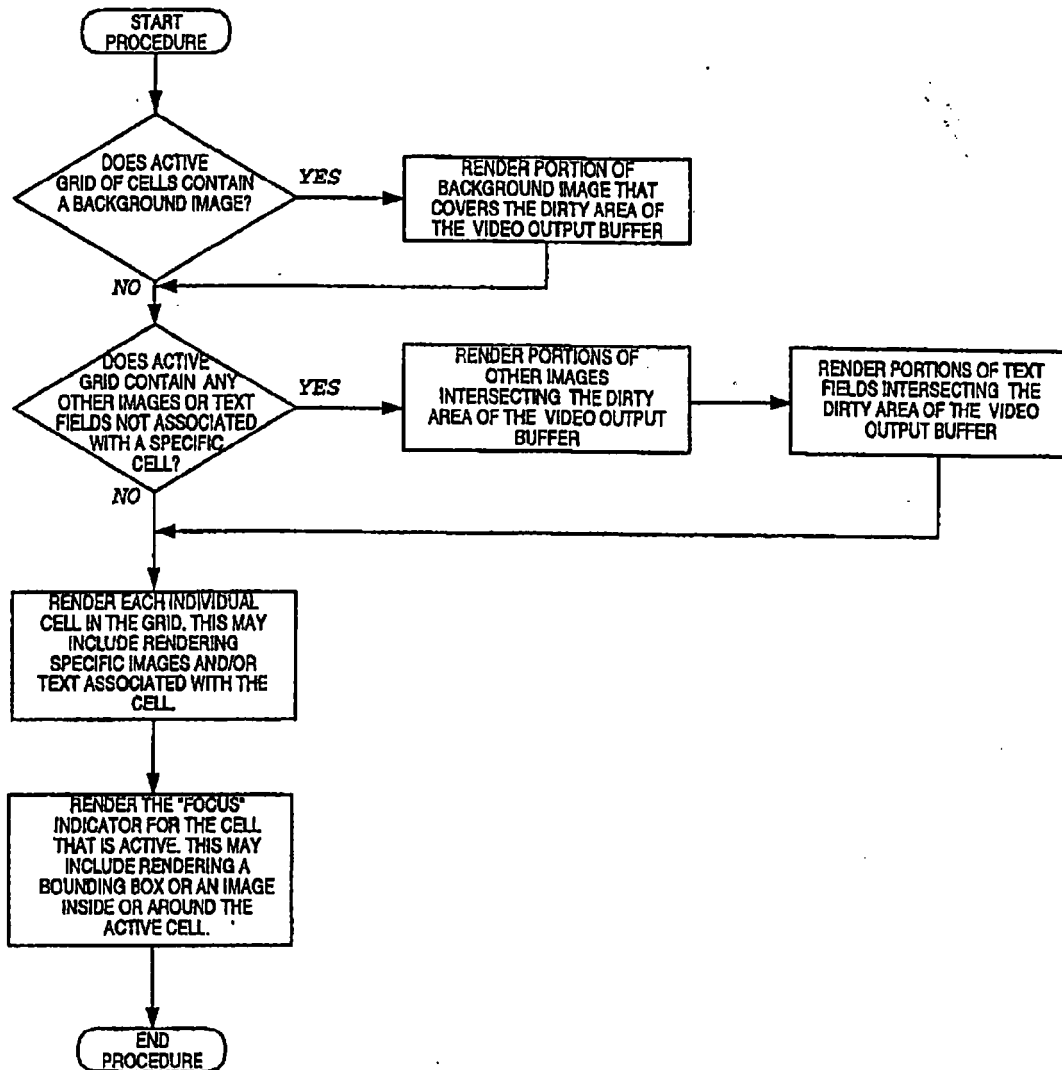 START
PROCEDURE
DOES ACTIVE
GRID OF CELLS CONTAIN
A BACKGROUND IMAGE?
YES
RENDER PORTION OF
BACKGROUND IMAGE THAT
COVERS THE DIRTY AREA OF
THE VIDEO OUTPUT BUFFER
NO
DOES ACTIVE
GRID CONTAIN ANY
OTHER IMAGES OR TEXT
FIELDS NOT ASSOCIATED
WITH A SPECIFIC
CELL?
YES
RENDER PORTIONS OF
OTHER IMAGES
INTERSECTING THE DIRTY
AREA OF THE VIDEO OUTPUT
BUFFER
RENDER PORTIONS OF TEXT
FIELDS INTERSECTING THE
DIRTY AREA OF THE VIDEO
OUTPUT BUFFER
NO
RENDER EACH INDIVIDUAL
CELL IN THE GRID. THIS MAY
INCLUDE RENDERING
SPECIFIC IMAGES AND/OR
TEXT ASSOCIATED WITH THE
CELL.
RENDER THE "FOCUS"
INDICATOR FOR THE CELL
THAT IS ACTIVE. THIS MAY
INCLUDE RENDERING A
BOUNDING BOX OR AN IMAGE
INSIDE OR AROUND THE
ACTIVE CELL.
END
PROCEDURE